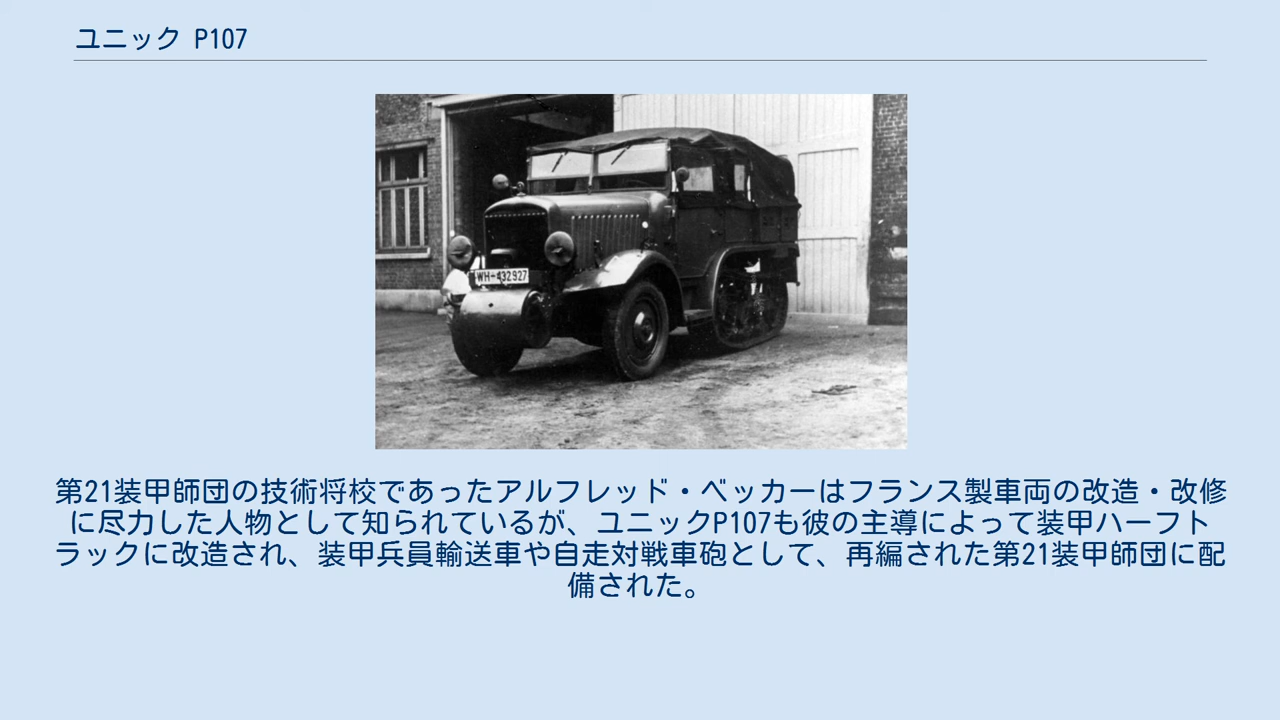 ユニック P107
WH-432927
第21装甲師団の技術将校であったアルフレッド・ベッカーはフランス製車両の改造・改修
に尽力した人物として知られているが、ユニックP107も彼の主導によって装甲ハーフト
ラックに改造され、装甲兵員輸送車や自走対戦車砲として、再編された第21装甲師団に配
備された。